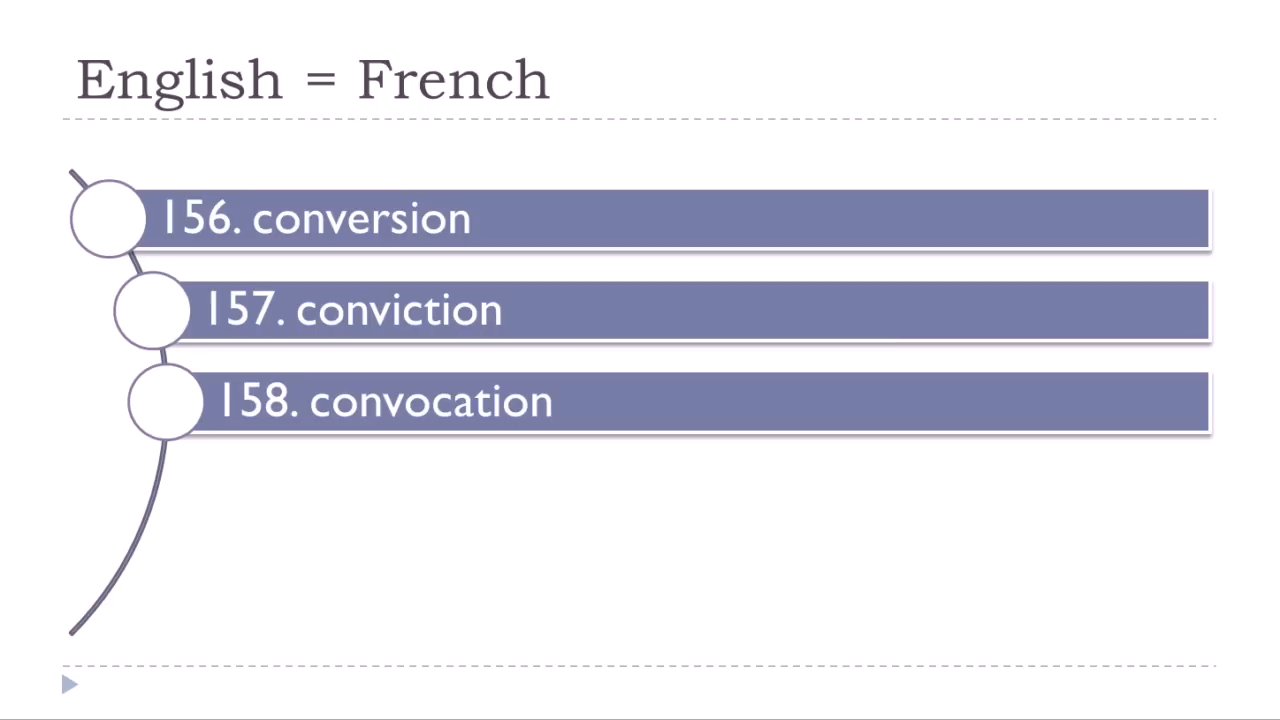 English = French
156. conversion
157. conviction
158. convocation